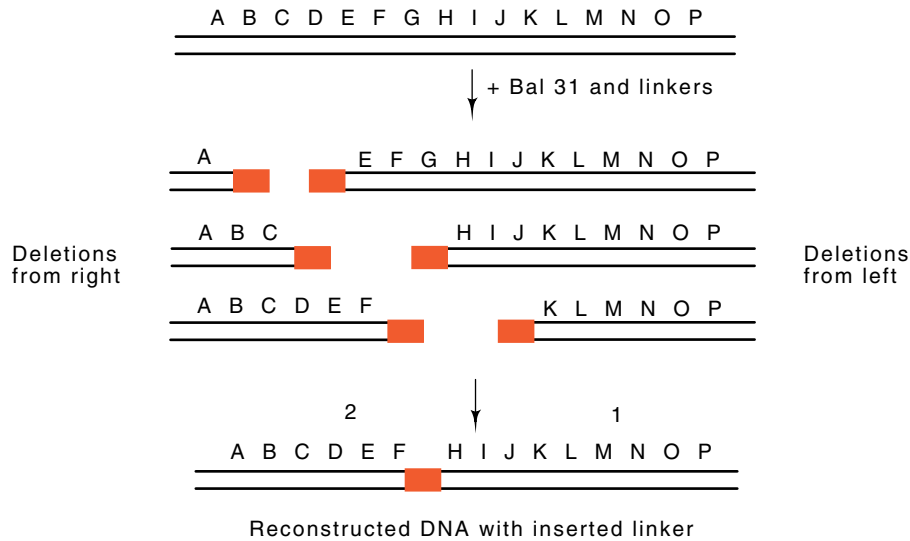 A B C D E F G H I J K L M N O P
+ Bal 31 and linkers
A
E F G H I J K L M N O P
A B C
H I J K L M N O P
Deletions
from right
Deletions
from left
A B C D E F
K L M N O P
2
1
A B C D E F H I J K L M N O P
Reconstructed DNA with inserted linker